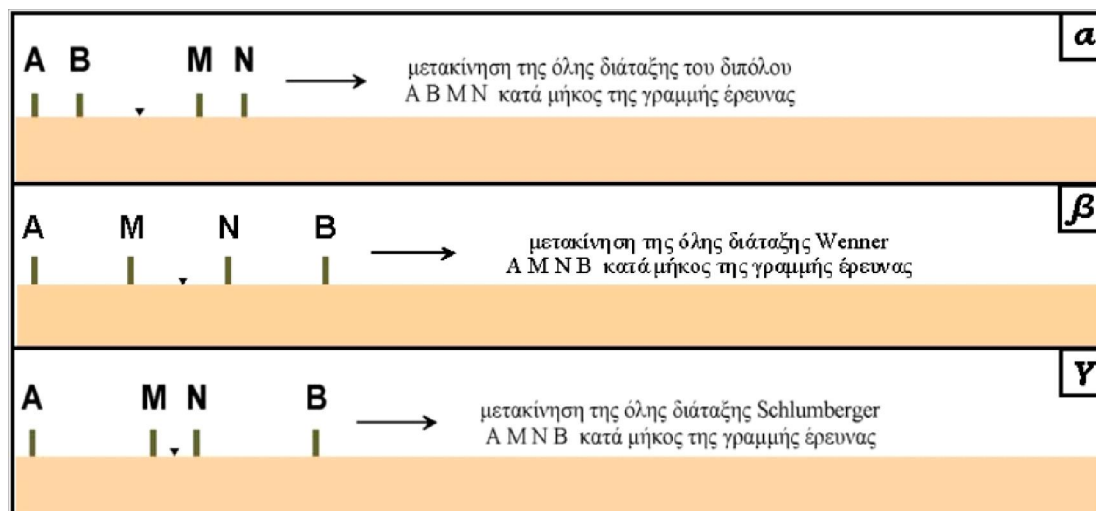 α
A B M N
μετακίνηση της όλης διάταξης του διπόλου
A B M N κατά μήκος της γραμμής έρευνας
β
A M N B
μετακίνηση της όλης διάταξης Wenner
A M N B κατά μήκος της γραμμής έρευνας
γ
A M N B
μετακίνηση της όλης διάταξης Schlumberger
A M N B κατά μήκος της γραμμής έρευνας